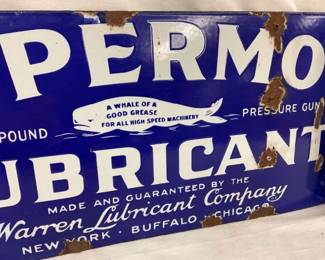 PERMO
A WHALE OF A
GOOD GREASE
FOR ALL HIGH SPEED MACHINERY
POUND PRESSURE GUN
UBRICANT
MADE AND GUARANTEED BY THE
Warren Lubricant Company
NEW YORK · BUFFALO · CHICAGO